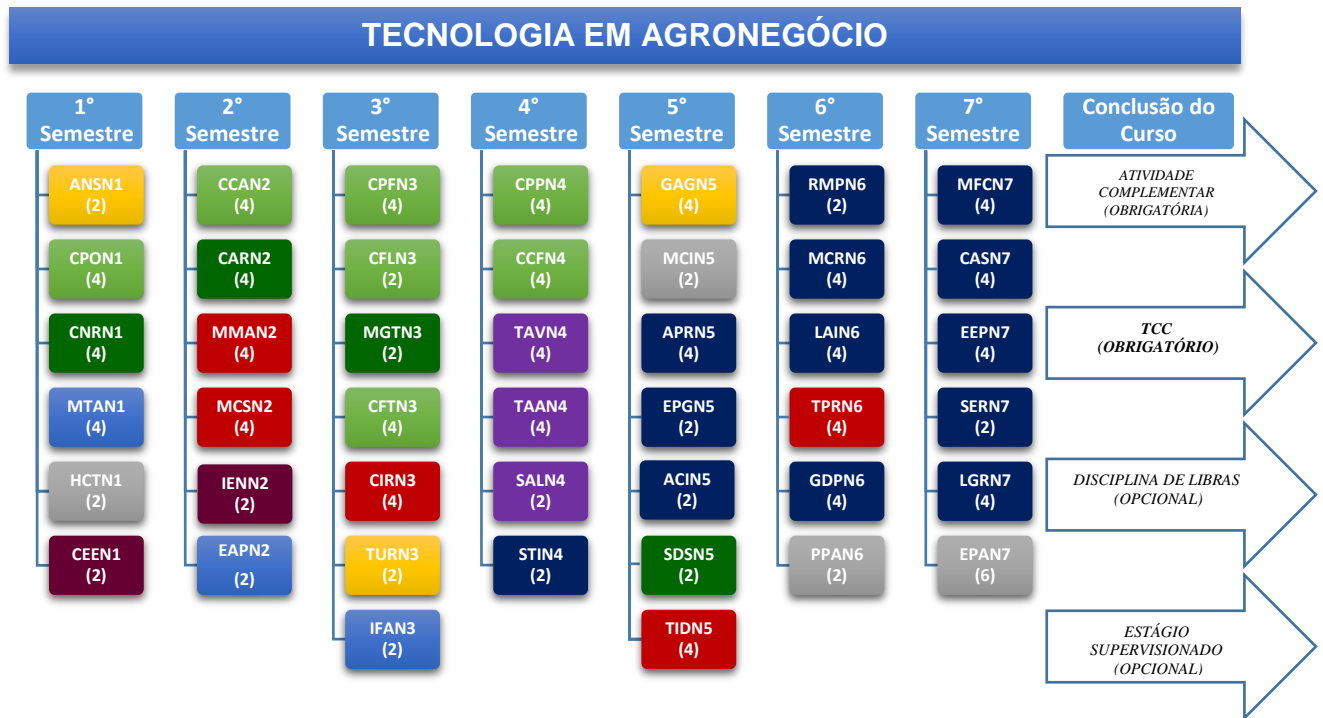 TECNOLOGIA EM AGRONEGÓCIO
1°
Semestre
ANSN1
(2)
CPON1
(4)
CNRN1
(4)
MTAN1
(4)
HCTN1
(2)
CEEN1
(2)
2°
Semestre
CCAN2
(4)
CARN2
(4)
MMAN2
(4)
MCSN2
(4)
IENN2
(2)
EAPN2
(2)
3°
Semestre
CPFN3
(4)
CFLN3
(2)
MGTN3
(2)
CFTN3
(4)
CIRN3
(4)
TURN3
(2)
IFAN3
(2)
4°
Semestre
CPPN4
(4)
CCFN4
(4)
TAVN4
(4)
TAAN4
(4)
SALN4
(2)
STIN4
(2)
5°
Semestre
GAGN5
(4)
MCIN5
(2)
APRN5
(4)
EPGN5
(2)
ACIN5
(2)
SDSN5
(2)
TIDN5
(4)
6°
Semestre
RMPN6
(2)
MCRN6
(4)
LAIN6
(4)
TPRN6
(4)
GDPN6
(4)
PPAN6
(2)
7°
Semestre
MFCN7
(4)
CASN7
(4)
EEPN7
(4)
SERN7
(2)
LGRN7
(4)
EPAN7
(6)
Conclusão do
Curso
ATIVIDADE
COMPLEMENTAR
(OBRIGATÓRIA)
TCC
(OBRIGATÓRIO)
DISCIPLINA DE LIBRAS
(OPCIONAL)
ESTÁGIO
SUPERVISIONADO
(OPCIONAL)